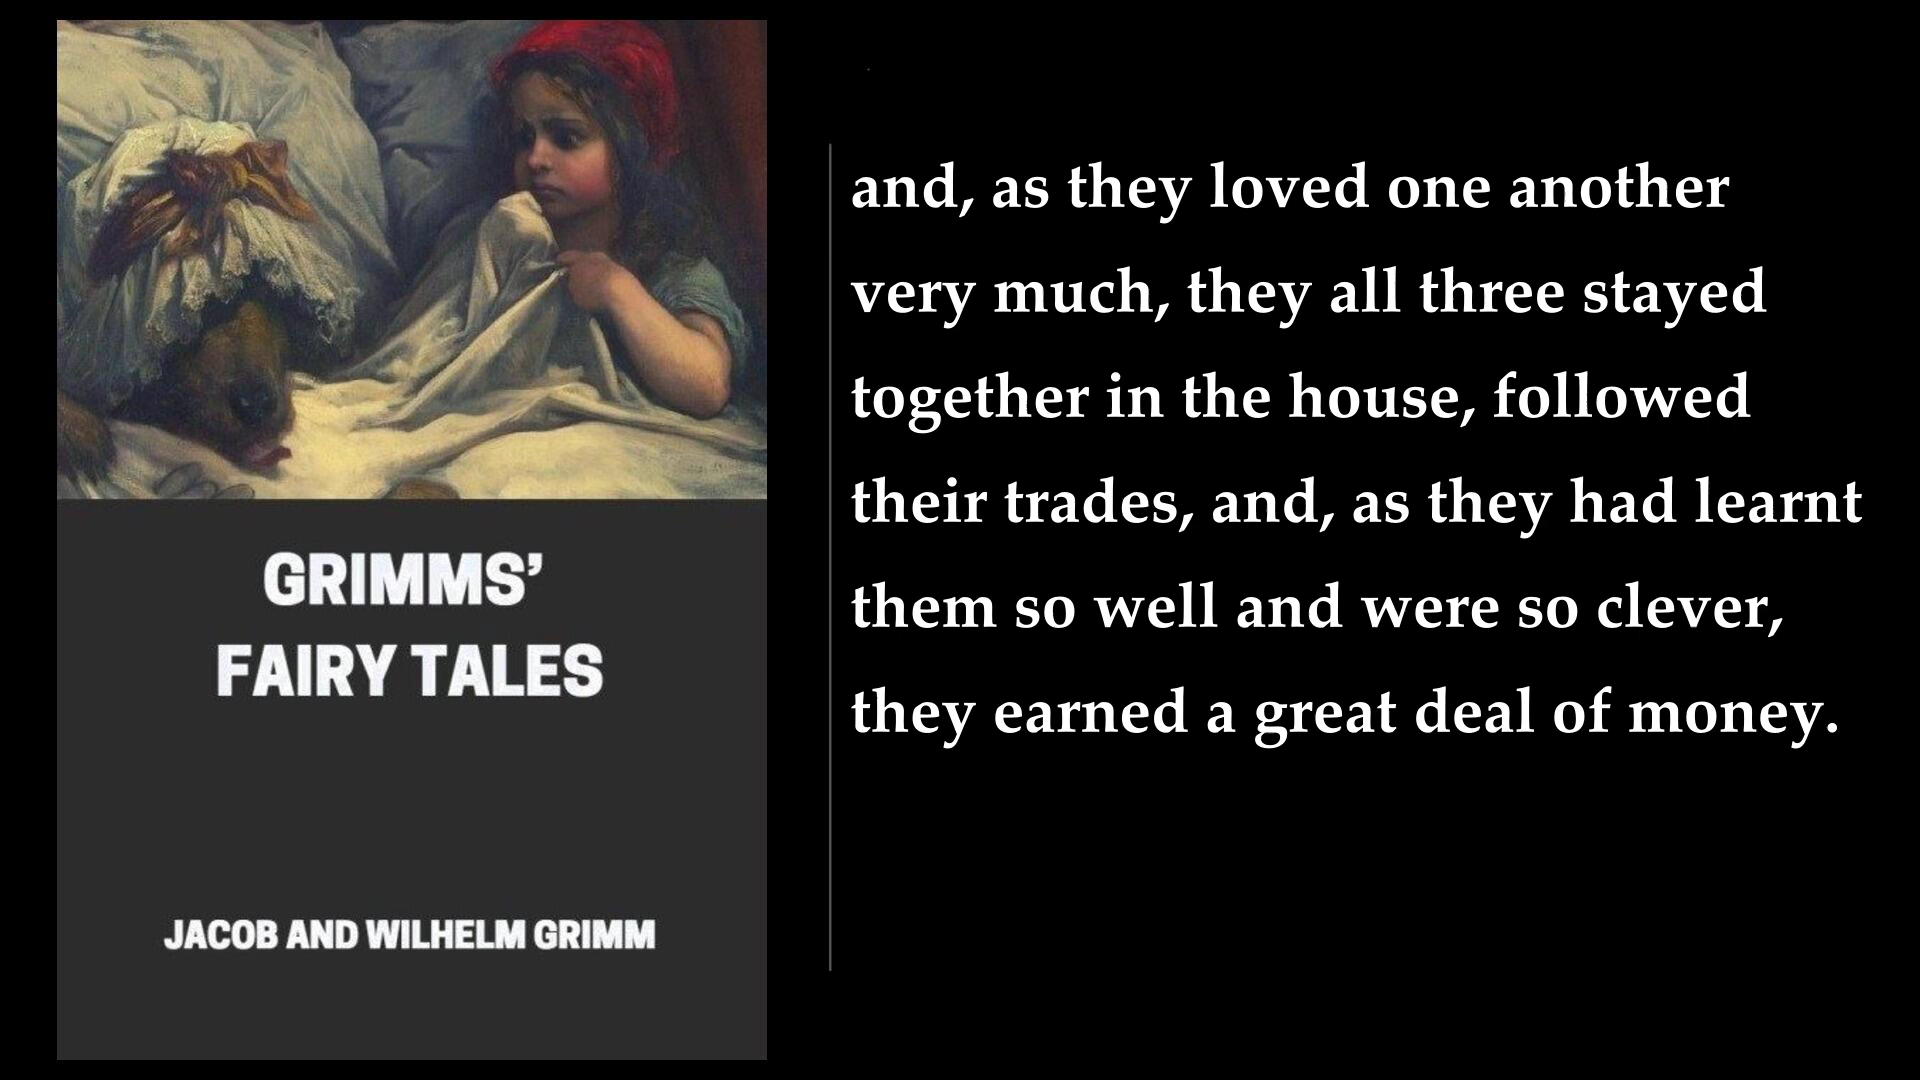 GRIMMS’
FAIRY TALES
JACOB AND WILHELM GRIMM
and, as they loved one another
very much, they all three stayed
together in the house, followed
their trades, and, as they had learnt
them so well and were so clever,
they earned a great deal of money.